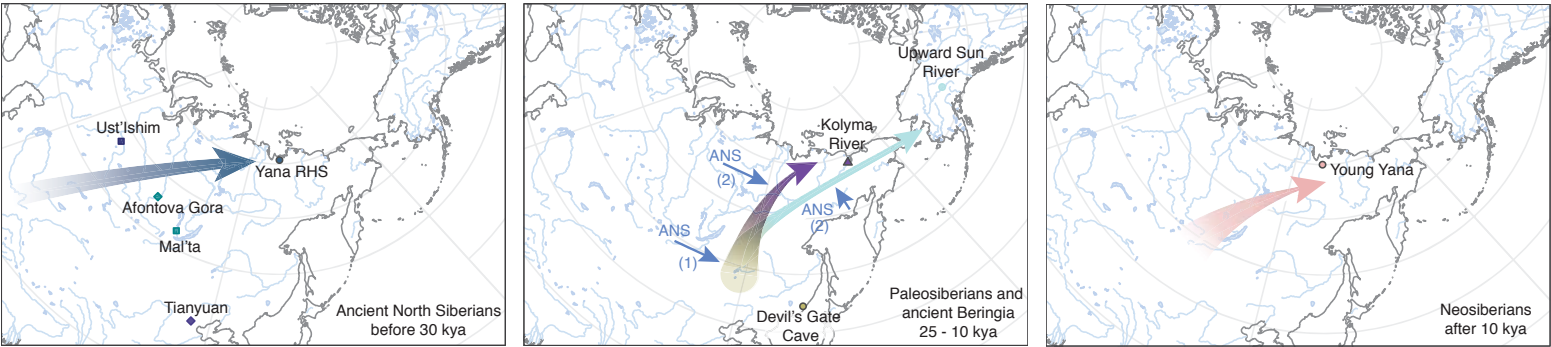 Ust'Ishim
Yana RHS
Afontova Gora
Mal'ta
Tianyuan
Ancient North Siberians
before 30 kya
Upward Sun
River
Kolyma
River
ANS
(2)
ANS
(2)
ANS
(1)
Devil's Gate
Cave
Paleosiberians and
ancient Beringia
25 - 10 kya
Young Yana
Neosiberians
after 10 kya